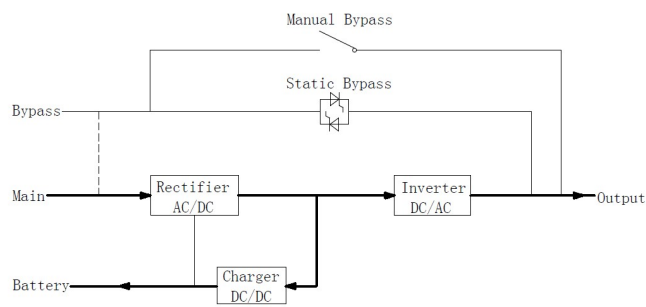 Manual Bypass
Static Bypass
Bypass
Main
Rectifier
AC/DC
Inverter
DC/AC
Output
Battery
Charger
DC/DC